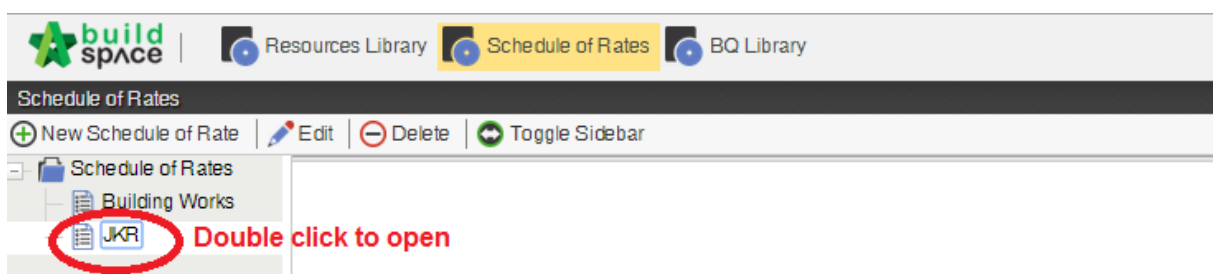 build space Resources Library Schedule of Rates BQ Library
Schedule of Rates
New Schedule of Rate Edit Delete Toggle Sidebar
Schedule of Rates
Building Works
JKR Double click to open